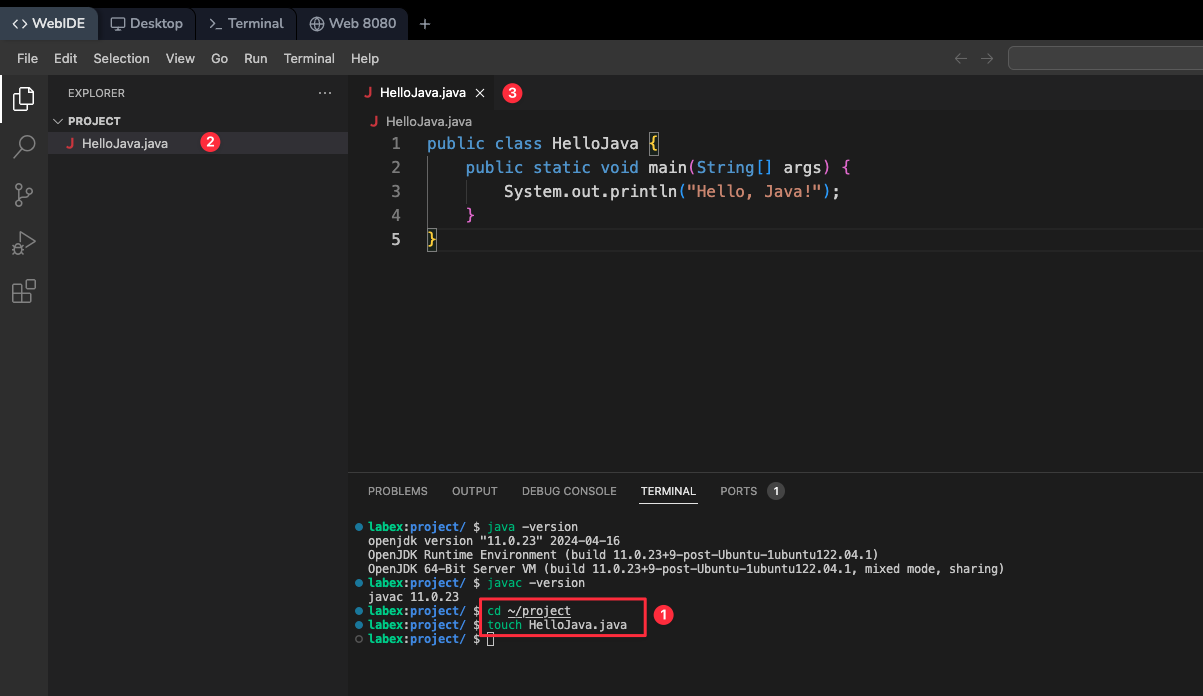 WebIDE Desktop >_ Terminal Web 8080 +
File Edit Selection View Go Run Terminal Help
EXPLORER ...
PROJECT
J HelloJava.java 2
J HelloJava.java × 3
J HelloJava.java
1 public class HelloJava {
2     public static void main(String[] args) {
3         System.out.println("Hello, Java!");
4     }
5 }
PROBLEMS OUTPUT DEBUG CONSOLE TERMINAL PORTS 1
labex:project/ $ java -version
openjdk version "11.0.23" 2024-04-16
OpenJDK Runtime Environment (build 11.0.23+9-post-Ubuntu-1ubuntu122.04.1)
OpenJDK 64-Bit Server VM (build 11.0.23+9-post-Ubuntu-1ubuntu122.04.1, mixed mode, sharing)
labex:project/ $ javac -version
javac 11.0.23
labex:project/ $ cd ~/project 1
labex:project/ $ touch HelloJava.java
labex:project/ $